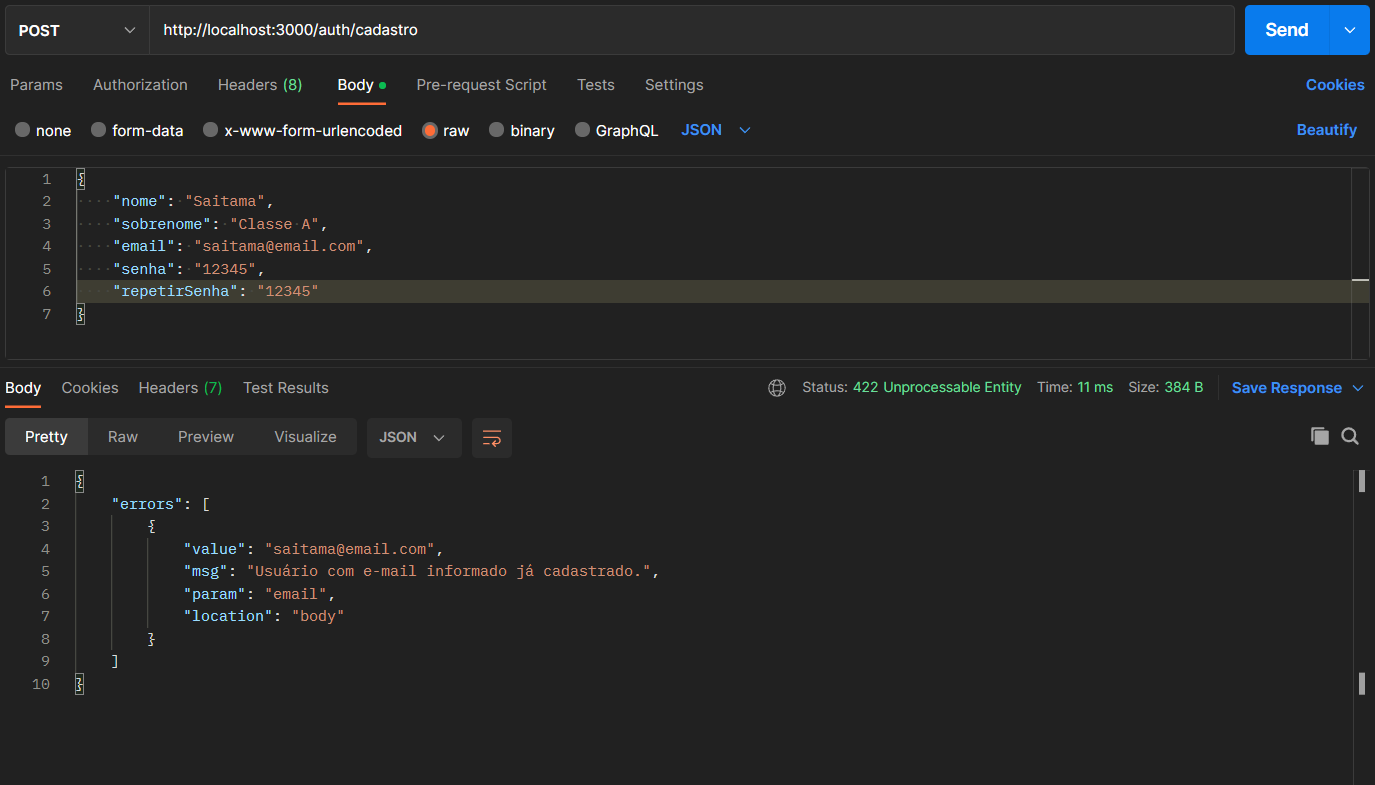 POST http://localhost:3000/auth/cadastro Send
Params Authorization Headers (8) Body Pre-request Script Tests Settings Cookies
none form-data x-www-form-urlencoded raw binary GraphQL JSON Beautify
1 {
2 "nome": "Saitama",
3 "sobrenome": "Classe A",
4 "email": "saitama@email.com",
5 "senha": "12345",
6 "repetirSenha": "12345"
7 }
Body Cookies Headers (7) Test Results Status: 422 Unprocessable Entity Time: 11 ms Size: 384 B Save Response
Pretty Raw Preview Visualize JSON
1 {
2 "errors": [
3 {
4 "value": "saitama@email.com",
5 "msg": "Usuário com e-mail informado já cadastrado.",
6 "param": "email",
7 "location": "body"
8 }
9 ]
10 }